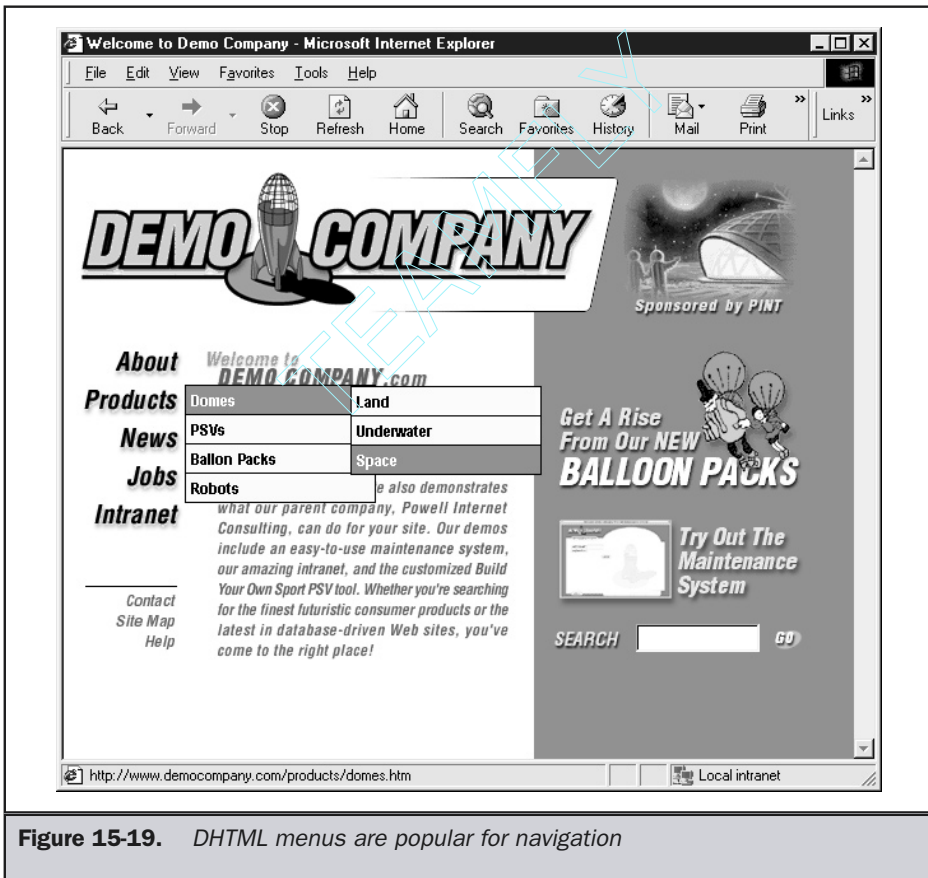 Welcome to Demo Company - Microsoft Internet Explorer
File Edit View Favorites Tools Help
Back Forward Stop Refresh Home Search Favorites History Mail Print » Links »
DEMO COMPANY
Sponsored by PINT
About
Products
News
Jobs
Intranet
Contact
Site Map
Help
Welcome to
DEMO COMPANY.com
Domes
PSVs
Ballon Packs
Robots
Land
Underwater
Space
e also demonstrates
what our parent company, Powell Internet
Consulting, can do for your site. Our demos
include an easy-to-use maintenance system,
our amazing intranet, and the customized Build
Your Own Sport PSV tool. Whether you're searching
for the finest futuristic consumer products or the
latest in database-driven Web sites, you've
come to the right place!
Get A Rise
From Our NEW
BALLOON PACKS
Try Out The
Maintenance
System
SEARCH GO
http://www.democompany.com/products/domes.htm Local intranet
TEAMFLY
Figure 15-19. DHTML menus are popular for navigation